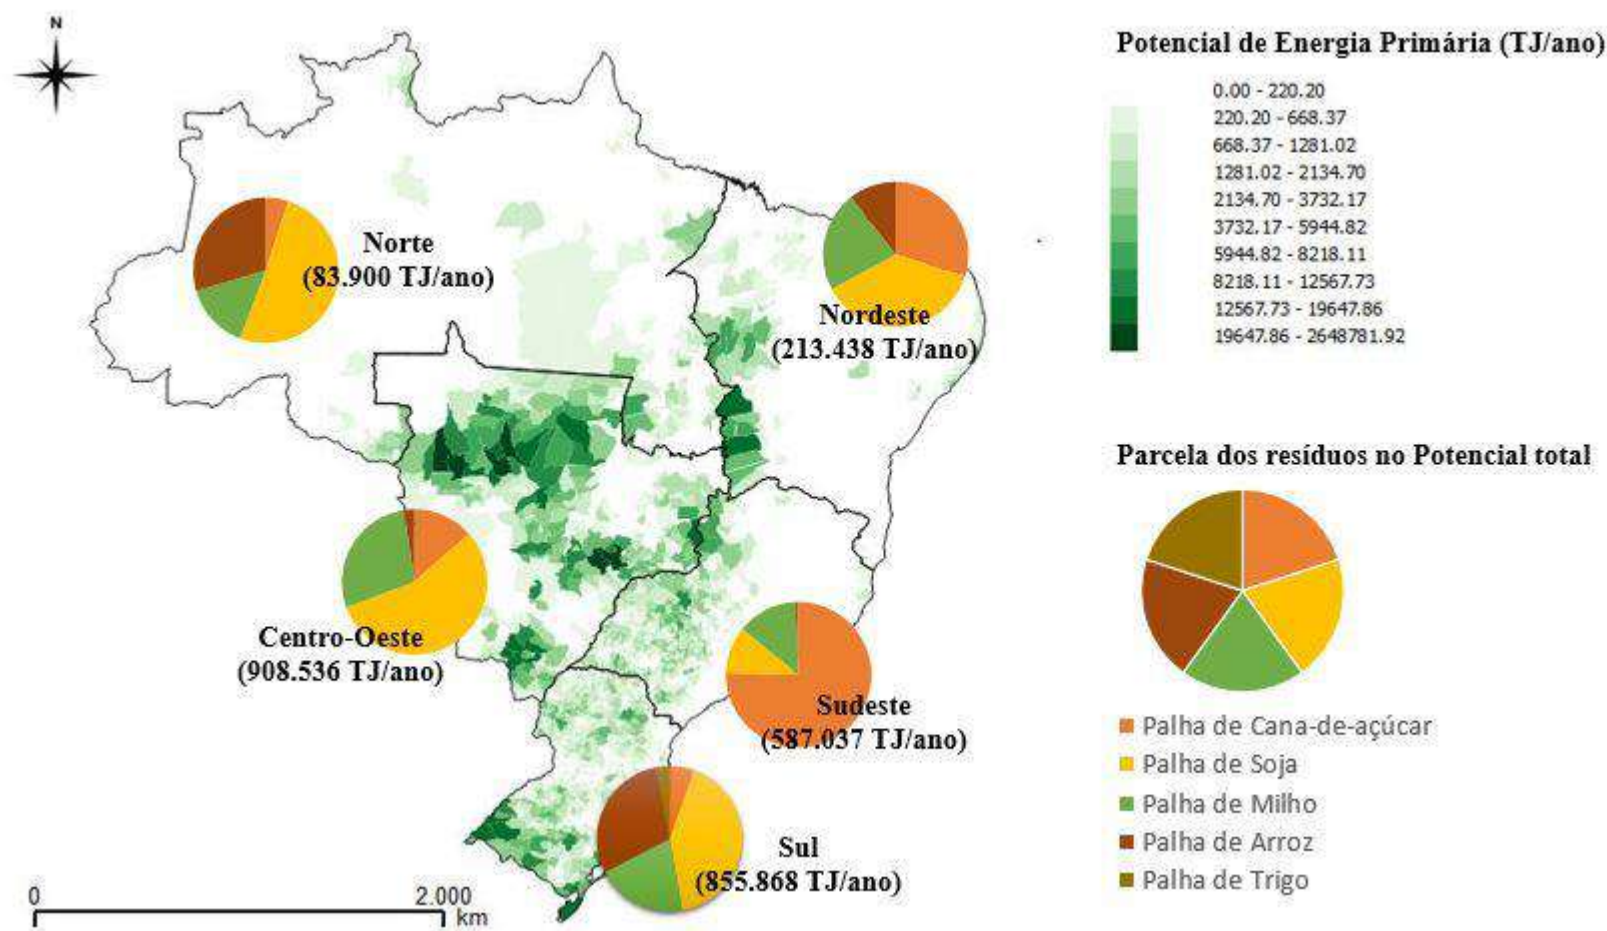 N
Potencial de Energia Primária (TJ/ano)
0.00 - 220.20
220.20 - 668.37
668.37 - 1281.02
1281.02 - 2134.70
2134.70 - 3732.17
3732.17 - 5944.82
5944.82 - 8218.11
8218.11 - 12567.73
12567.73 - 19647.86
19647.86 - 2648781.92
Norte
(83.900 TJ/ano)
Nordeste
(213.438 TJ/ano)
Centro-Oeste
(908.536 TJ/ano)
Sudeste
(587.037 TJ/ano)
Sul
(855.868 TJ/ano)
Parcela dos resíduos no Potencial total
Palha de Cana-de-açúcar
Palha de Soja
Palha de Milho
Palha de Arroz
Palha de Trigo
0 2.000
km